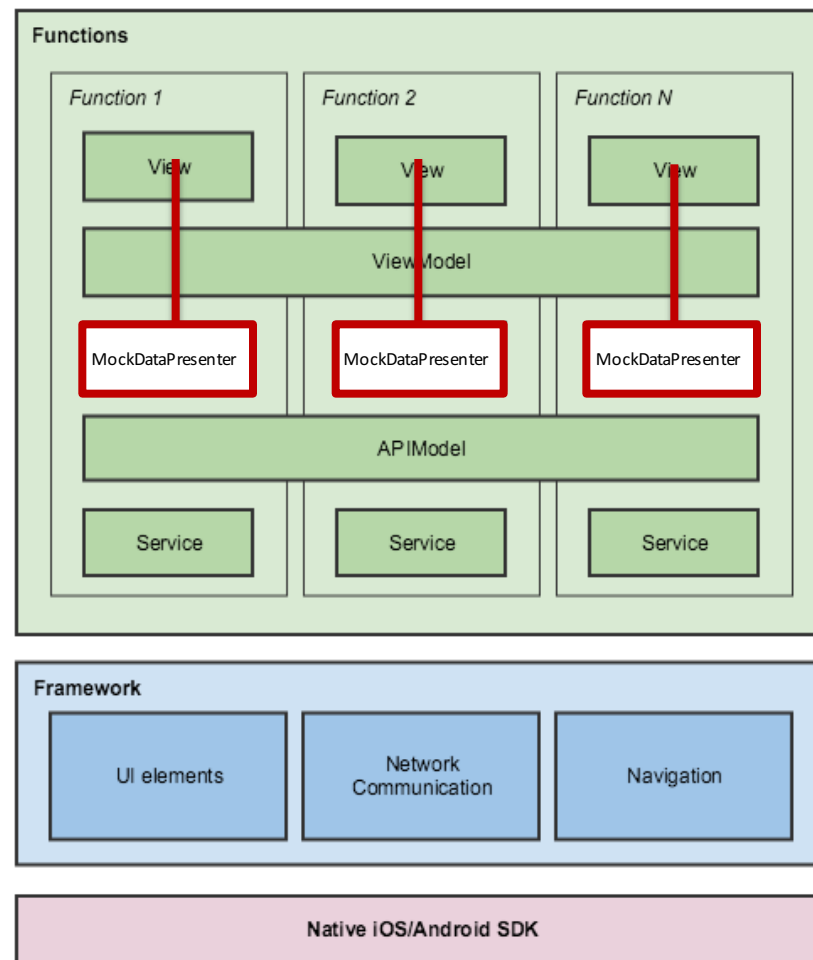 Functions
Function 1
Function 2
Function N
View
View
View
ViewModel
MockDataPresenter
MockDataPresenter
MockDataPresenter
APIModel
Service
Service
Service
Framework
UI elements
Network
Communication
Navigation
Native iOS/Android SDK